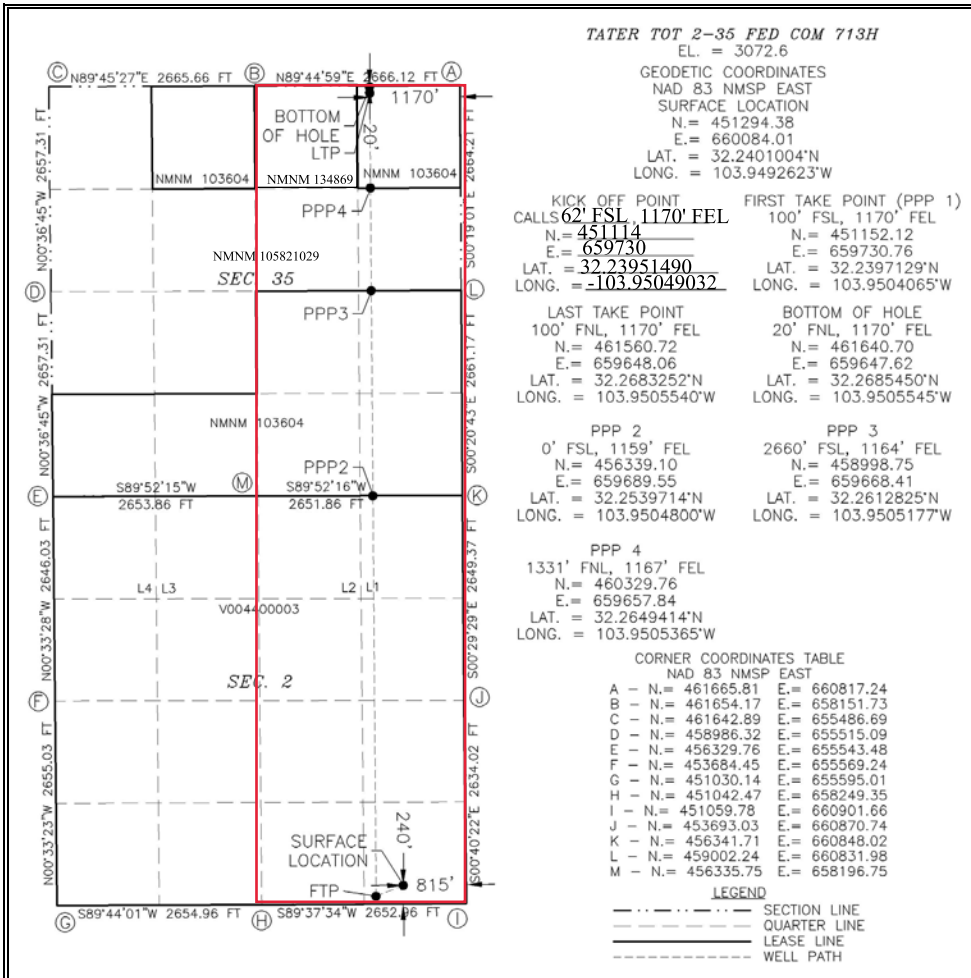 TATER TOT 2-35 FED COM 713H
EL. = 3072.6
GEODETIC COORDINATES
NAD 83 NMSP EAST
SURFACE LOCATION
N.= 451294.38
E.= 660084.01
LAT. = 32.2401004°N
LONG. = 103.9492623°W
KICK OFF POINT
CALLS 62' FSL, 1170' FEL
N.= 451114
E.= 659730
LAT. = 32.23951490
LONG. = -103.95049032
FIRST TAKE POINT (PPP 1)
100' FSL, 1170' FEL
N.= 451152.12
E.= 659730.76
LAT. = 32.2397129°N
LONG. = 103.9504065°W
LAST TAKE POINT
100' FNL, 1170' FEL
N.= 461560.72
E.= 659648.06
LAT. = 32.2683252°N
LONG. = 103.9505540°W
BOTTOM OF HOLE
20' FNL, 1170' FEL
N.= 461640.70
E.= 659647.62
LAT. = 32.2685450°N
LONG. = 103.9505545°W
PPP 2
0' FSL, 1159' FEL
N.= 456339.10
E.= 659689.55
LAT. = 32.2539714°N
LONG. = 103.9504800°W
PPP 3
2660' FSL, 1164' FEL
N.= 458998.75
E.= 659668.41
LAT. = 32.2612825°N
LONG. = 103.9505177°W
PPP 4
1331' FNL, 1167' FEL
N.= 460329.76
E.= 659657.84
LAT. = 32.2649414°N
LONG. = 103.9505365°W
CORNER COORDINATES TABLE
NAD 83 NMSP EAST
A - N.= 461665.81 E.= 660817.24
B - N.= 461654.17 E.= 658151.73
C - N.= 461642.89 E.= 655486.69
D - N.= 458986.32 E.= 655515.09
E - N.= 456329.76 E.= 655543.48
F - N.= 453684.45 E.= 655569.24
G - N.= 451030.14 E.= 655595.01
H - N.= 451042.47 E.= 658249.35
I - N.= 451059.78 E.= 660901.66
J - N.= 453693.03 E.= 660870.74
K - N.= 456341.71 E.= 660848.02
L - N.= 459002.24 E.= 660831.98
M - N.= 456335.75 E.= 658196.75
LEGEND
SECTION LINE
QUARTER LINE
LEASE LINE
WELL PATH
C N89°45'27"E 2665.66 FT B N89°44'59"E 2666.12 FT A
1170'
BOTTOM
OF HOLE
LTP
20'
NMNM 103604
NMNM 134869
NMNM 103604
PPP4
N00°36'45"W 2657.31 FT
S00°19'01"E 2664.21 FT
NMNM 105821029
SEC. 35
D
L
PPP3
N00°36'45"W 2657.31 FT
S00°20'43"E 2661.17 FT
NMNM 103604
PPP2
S89°52'15"W M S89°52'16"W
E
K
2653.86 FT 2651.86 FT
N00°33'28"W 2646.03 FT
S00°29'29"E 2649.37 FT
L4 L3 L2 L1
V004400003
SEC. 2
F
J
N00°33'23"W 2655.03 FT
S00°40'22"E 2634.02 FT
240'
SURFACE
LOCATION
815'
FTP
G S89°44'01"W 2654.96 FT H S89°37'34"W 2652.96 FT I